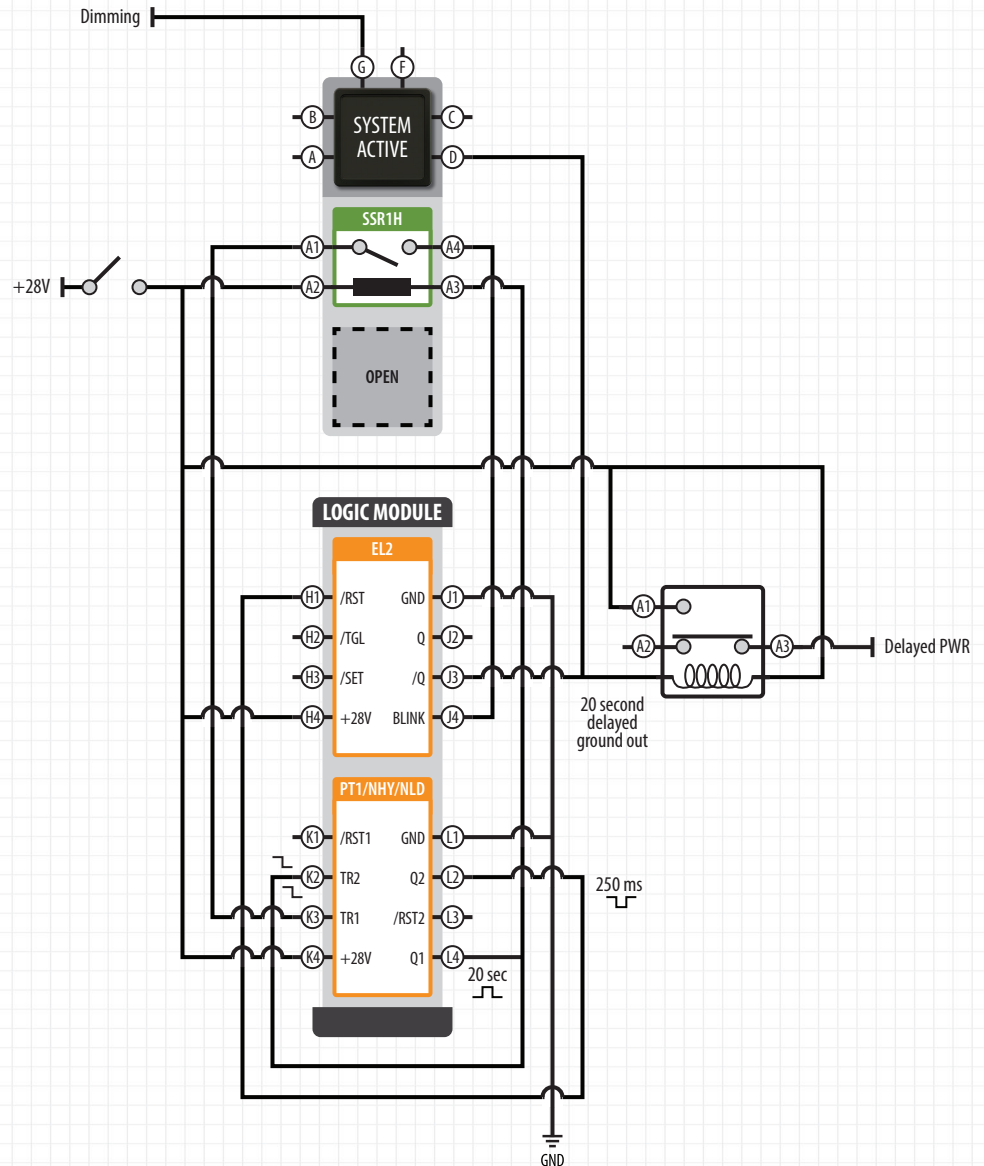 Dimming
G
F
B
SYSTEM
ACTIVE
C
A
D
SSR1H
A1
A4
+28V
A2
A3
OPEN
LOGIC MODULE
EL2
H1
/RST
GND
J1
H2
/TGL
Q
J2
H3
/SET
/Q
J3
H4
+28V
BLINK
J4
A1
A2
A3
Delayed PWR
20 second
delayed
ground out
PT1/NHY/NLD
K1
/RST1
GND
L1
K2
TR2
Q2
L2
250 ms
K3
TR1
/RST2
L3
K4
+28V
Q1
L4
20 sec
GND